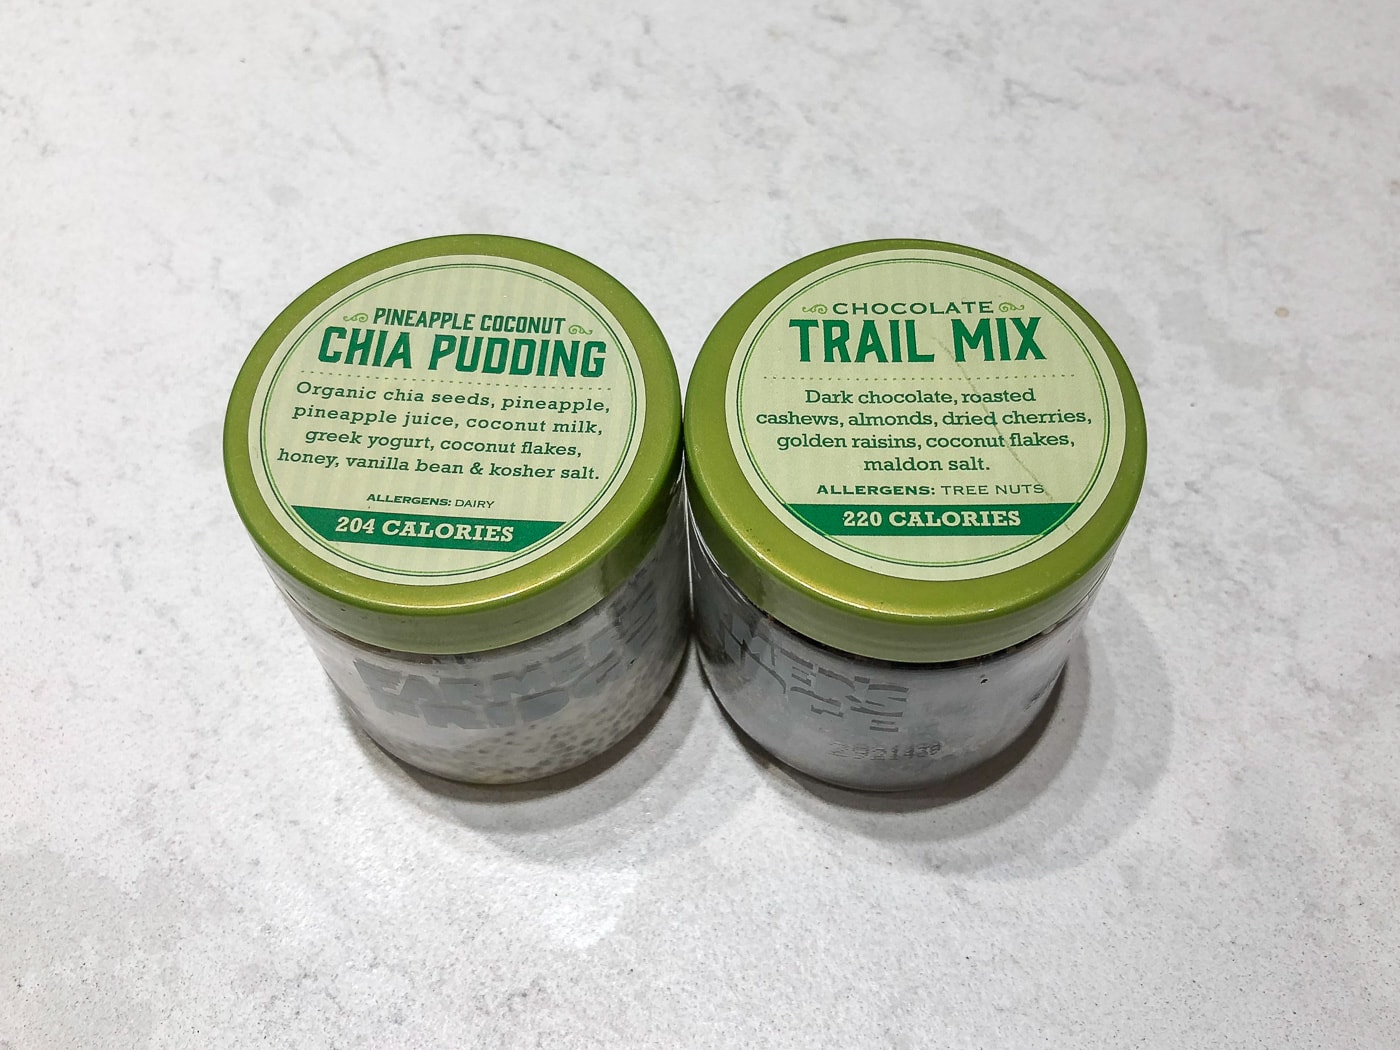 PINEAPPLE COCONUT
CHIA PUDDING
Organic chia seeds, pineapple,
pineapple juice, coconut milk,
greek yogurt, coconut flakes,
honey, vanilla bean & kosher salt.
ALLERGENS: DAIRY
204 CALORIES
CHOCOLATE
TRAIL MIX
Dark chocolate, roasted
cashews, almonds, dried cherries,
golden raisins, coconut flakes,
maldon salt.
ALLERGENS: TREE NUTS
220 CALORIES